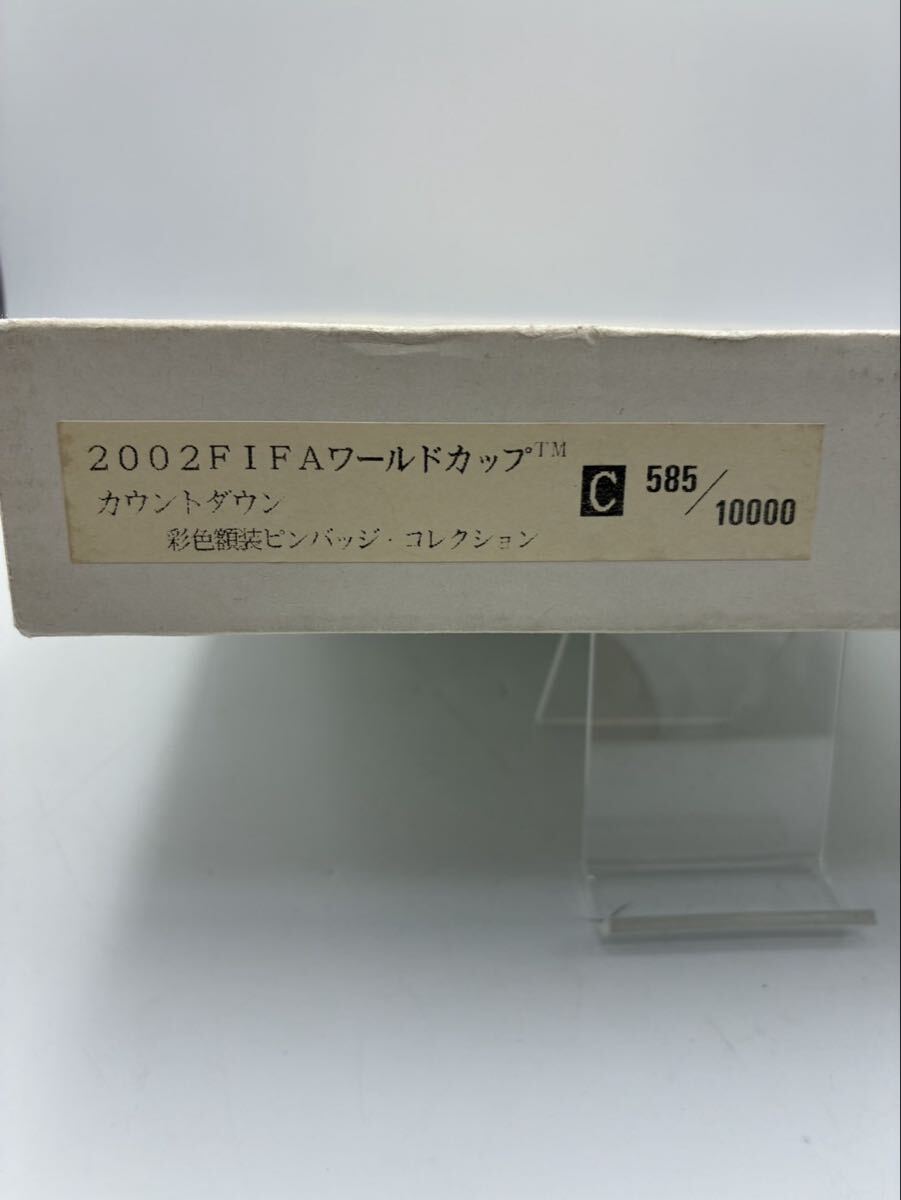 ２００２ＦＩＦＡワールドカップ™
カウントダウン
彩色額装ピンバッジ・コレクション
C 585/10000